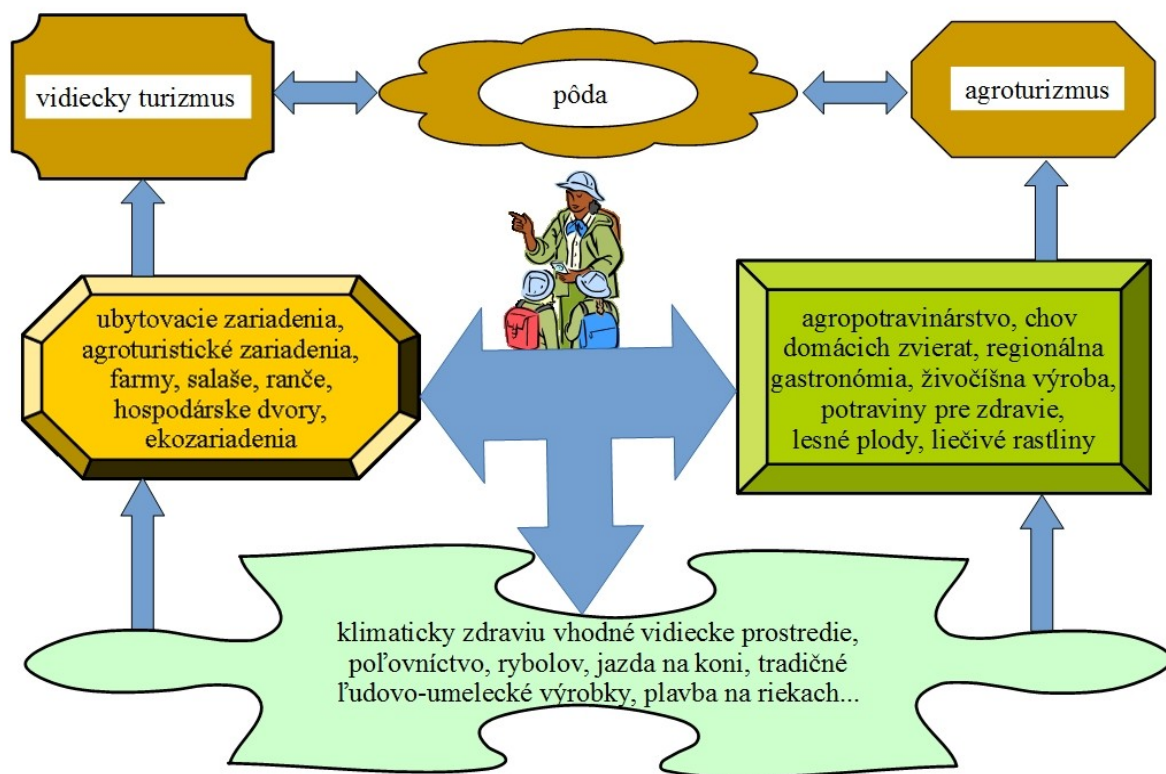 vidiecky turizmus
pôda
agroturizmus
ubytovacie zariadenia,
agroturistické zariadenia,
farmy, salaše, ranče,
hospodárske dvory,
ekozariadenia
agropotravinárstvo, chov
domácich zvierat, regionálna
gastronómia, živočíšna výroba,
potraviny pre zdravie,
lesné plody, liečivé rastliny
klimaticky zdraviu vhodné vidiecke prostredie,
poľovníctvo, rybolov, jazda na koni, tradičné
ľudovo-umelecké výrobky, plavba na riekach...